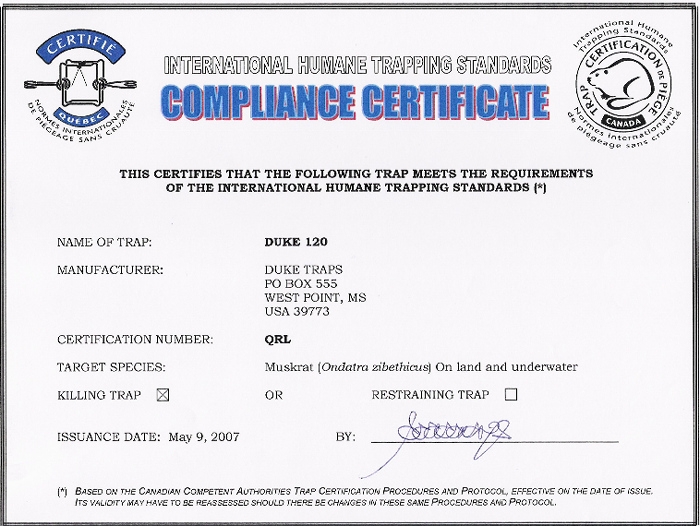 CERTIFIÉ
QUÉBEC
NORMES INTERNATIONALES
DE PIÉGEAGE SANS CRUAUTÉ
INTERNATIONAL HUMANE TRAPPING STANDARDS
COMPLIANCE CERTIFICATE
International Humane
Trapping Standards
TRAP CERTIFICATION DE PIÈGE
CANADA
Normes internationales
de piégeage sans cruauté
THIS CERTIFIES THAT THE FOLLOWING TRAP MEETS THE REQUIREMENTS
OF THE INTERNATIONAL HUMANE TRAPPING STANDARDS (*)
NAME OF TRAP: DUKE 120
MANUFACTURER: DUKE TRAPS
PO BOX 555
WEST POINT, MS
USA 39773
CERTIFICATION NUMBER: QRL
TARGET SPECIES: Muskrat (Ondatra zibethicus) On land and underwater
KILLING TRAP ☒ OR RESTRAINING TRAP ☐
ISSUANCE DATE: May 9, 2007 BY:
(*) BASED ON THE CANADIAN COMPETENT AUTHORITIES TRAP CERTIFICATION PROCEDURES AND PROTOCOL, EFFECTIVE ON THE DATE OF ISSUE.
ITS VALIDITY MAY HAVE TO BE REASSESSED SHOULD THERE BE CHANGES IN THESE SAME PROCEDURES AND PROTOCOL.